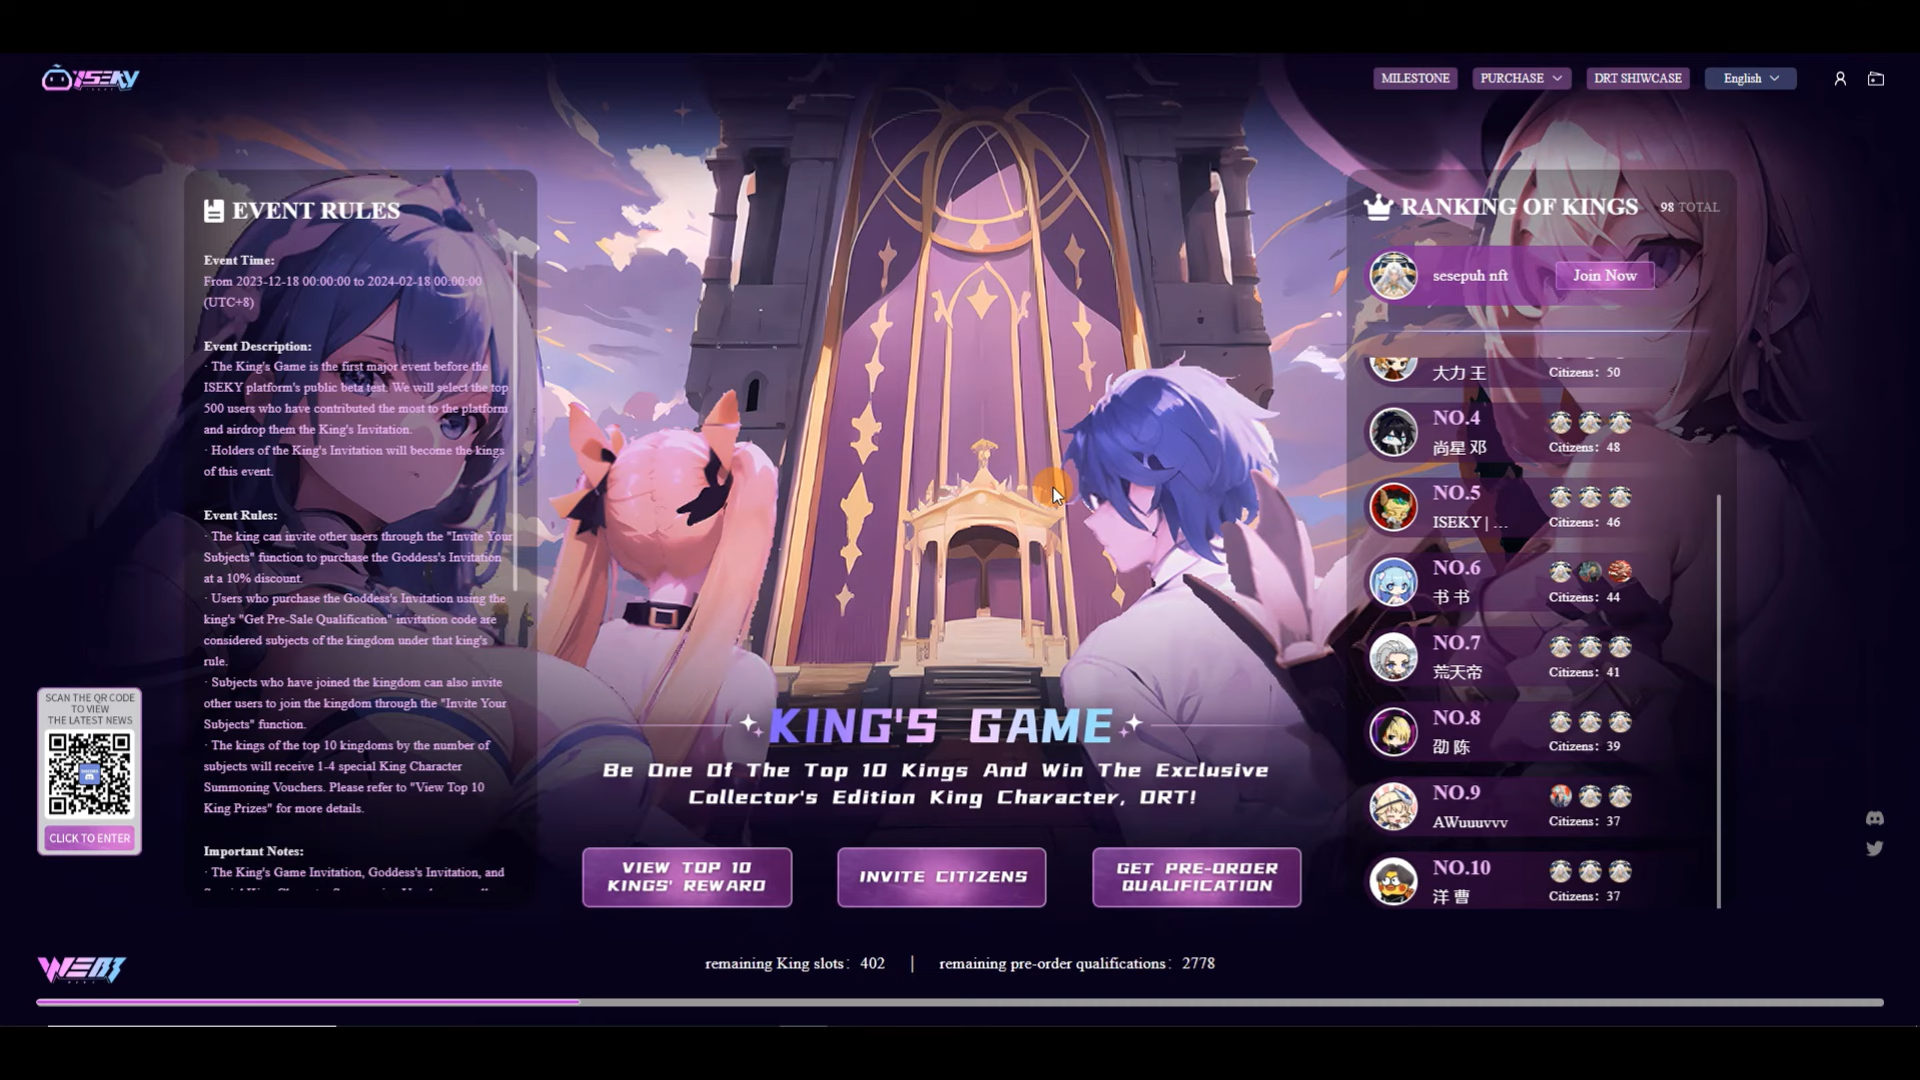 ISEKY
MILESTONE
PURCHASE
DRT SHIWCASE
English
EVENT RULES
Event Time:
From 2023-12-18 00:00:00 to 2024-02-18 00:00:00
(UTC+8)
Event Description:
· The King's Game is the first major event before the
ISEKY platform's public beta test. We will select the top
500 users who have contributed the most to the platform
and airdrop them the King's Invitation.
· Holders of the King's Invitation will become the kings
of this event.
Event Rules:
· The king can invite other users through the "Invite Your
Subjects" function to purchase the Goddess's Invitation
at a 10% discount.
· Users who purchase the Goddess's Invitation using the
king's "Get Pre-Sale Qualification" invitation code are
considered subjects of the kingdom under that king's
rule.
· Subjects who have joined the kingdom can also invite
other users to join the kingdom through the "Invite Your
Subjects" function.
· The kings of the top 10 kingdoms by the number of
subjects will receive 1-4 special King Character
Summoning Vouchers. Please refer to "View Top 10
King Prizes" for more details.
Important Notes:
· The King's Game Invitation, Goddess's Invitation, and
SCAN THE QR CODE
TO VIEW
THE LATEST NEWS
CLICK TO ENTER
KING'S GAME
Be One Of The Top 10 Kings And Win The Exclusive
Collector's Edition King Character, DRT!
VIEW TOP 10
KINGS' REWARD
INVITE CITIZENS
GET PRE-ORDER
QUALIFICATION
RANKING OF KINGS 98 TOTAL
sesepuh nft Join Now
大力 王 Citizens: 50
NO.4
尚星 邓 Citizens: 48
NO.5
ISEKY | ... Citizens: 46
NO.6
书 书 Citizens: 44
NO.7
荒天帝 Citizens: 41
NO.8
劭 陈 Citizens: 39
NO.9
AWuuuvvv Citizens: 37
NO.10
洋 曹 Citizens: 37
WEB3
remaining King slots: 402 | remaining pre-order qualifications: 2778